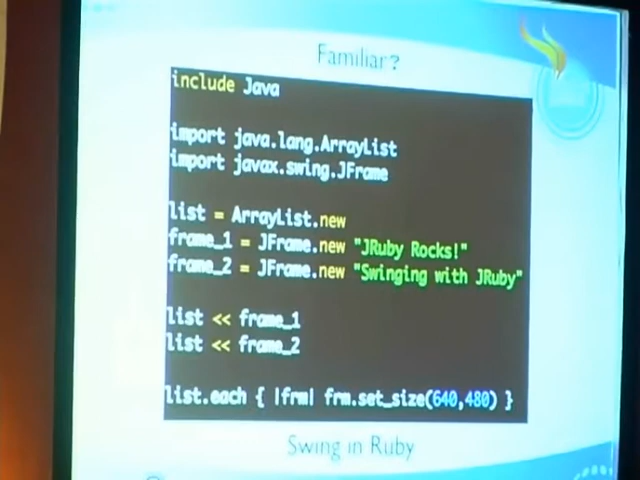 Familiar?
include Java
import java.lang.ArrayList
import javax.swing.JFrame
list = ArrayList.new
frame_1 = JFrame.new "JRuby Rocks!"
frame_2 = JFrame.new "Swinging with JRuby"
list << frame_1
list << frame_2
list.each { |frm| frm.set_size(640,480) }
Swing in Ruby